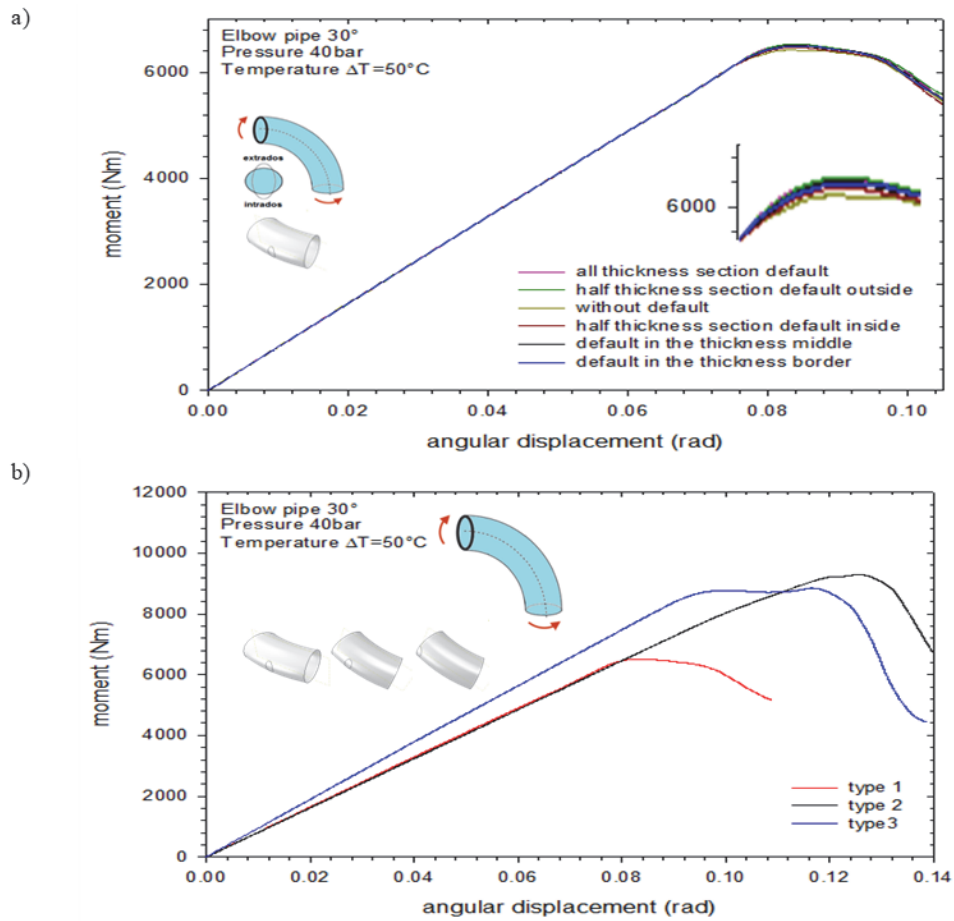 a)
Elbow pipe 30°
Pressure 40bar
Temperature ΔT=50°C
extrados
intrados
6000
4000
2000
0
moment (Nm)
6000
all thickness section default
half thickness section default outside
without default
half thickness section default inside
default in the thickness middle
default in the thickness border
0.00 0.02 0.04 0.06 0.08 0.10
angular displacement (rad)
b)
12000
10000
8000
6000
4000
2000
0
moment (Nm)
Elbow pipe 30°
Pressure 40bar
Temperature ΔT=50°C
type 1
type 2
type3
0.00 0.02 0.04 0.06 0.08 0.10 0.12 0.14
angular displacement (rad)